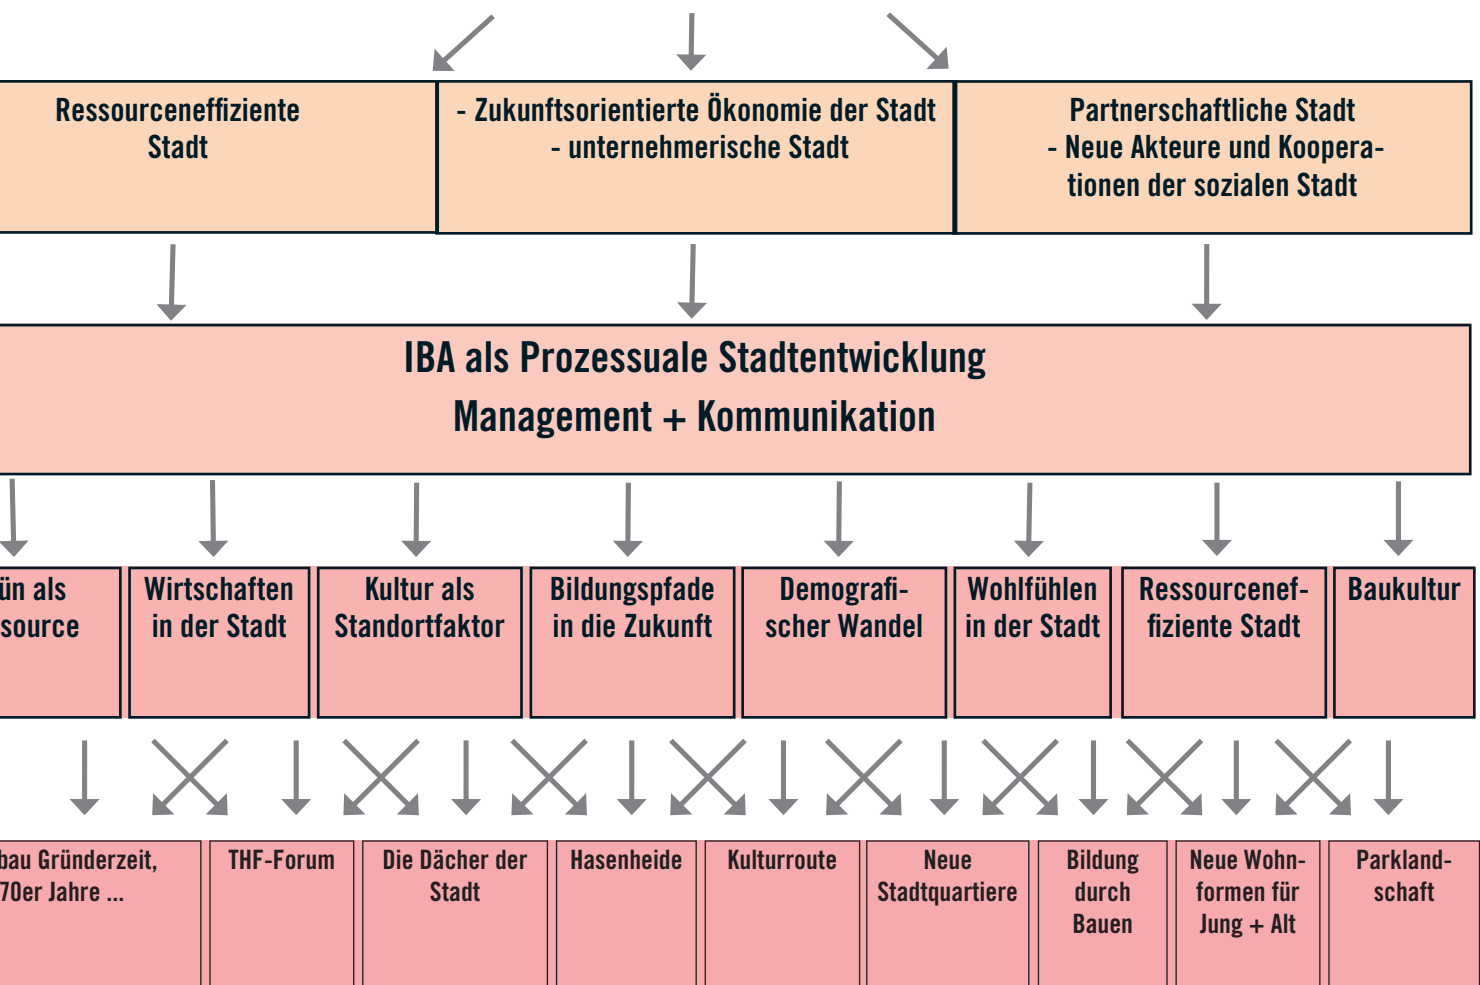 Ressourceneffiziente
Stadt
- Zukunftsorientierte Ökonomie der Stadt
- unternehmerische Stadt
Partnerschaftliche Stadt
- Neue Akteure und Koopera-
tionen der sozialen Stadt
IBA als Prozessuale Stadtentwicklung
Management + Kommunikation
ün als
source
Wirtschaften
in der Stadt
Kultur als
Standortfaktor
Bildungspfade
in die Zukunft
Demografi-
scher Wandel
Wohlfühlen
in der Stadt
Ressourcenef-
fiziente Stadt
Baukultur
bau Gründerzeit,
70er Jahre ...
THF-Forum
Die Dächer der
Stadt
Hasenheide
Kulturroute
Neue
Stadtquartiere
Bildung
durch
Bauen
Neue Wohn-
formen für
Jung + Alt
Parkland-
schaft